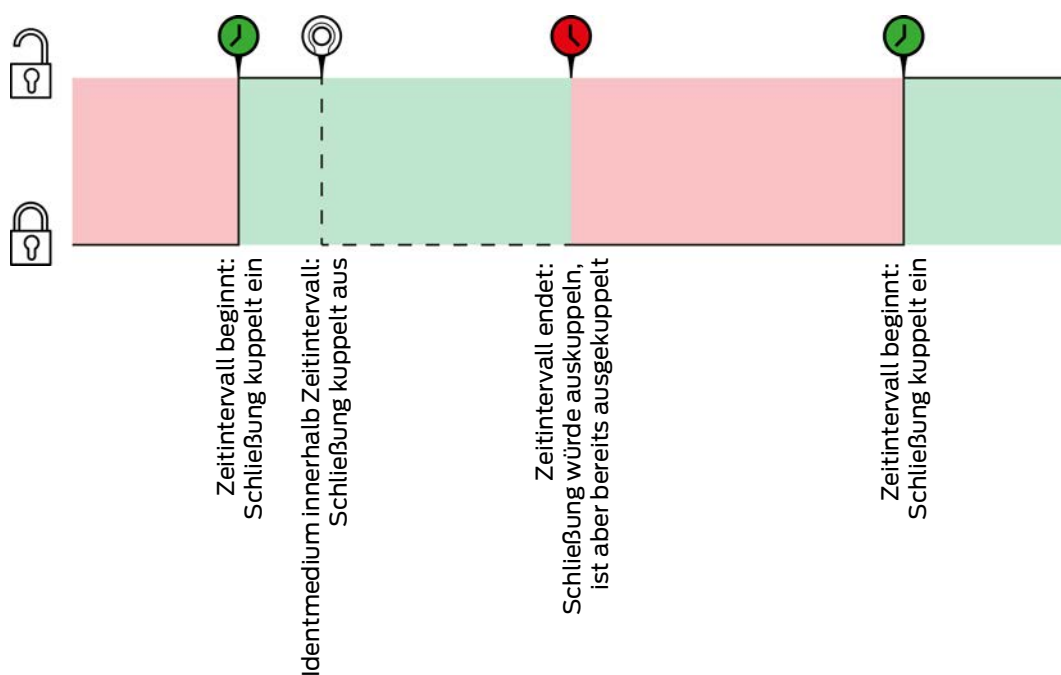 Zeitintervall beginnt:
Schließung kuppelt ein
Identmedium innerhalb Zeitintervall:
Schließung kuppelt aus
Zeitintervall endet:
Schließung würde auskuppeln,
ist aber bereits ausgekuppelt
Zeitintervall beginnt:
Schließung kuppelt ein